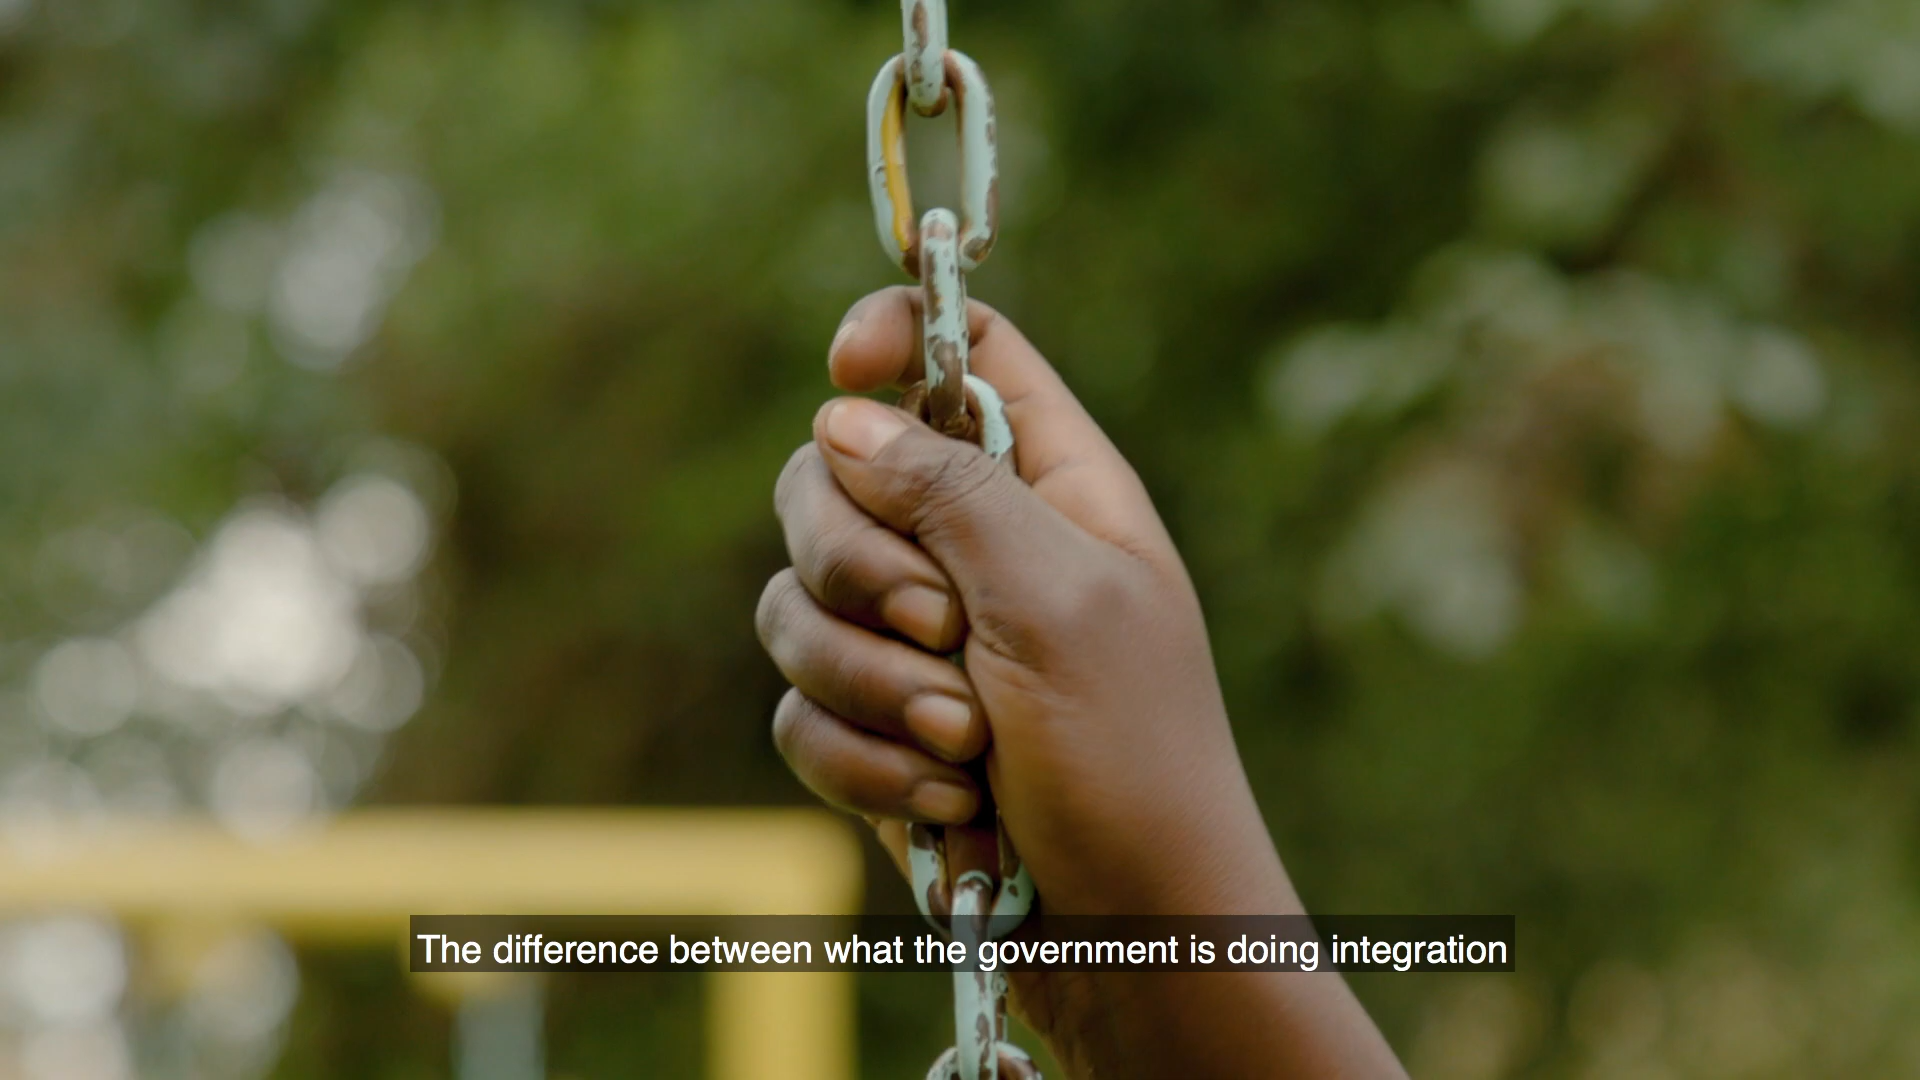 The difference between what the government is doing integration